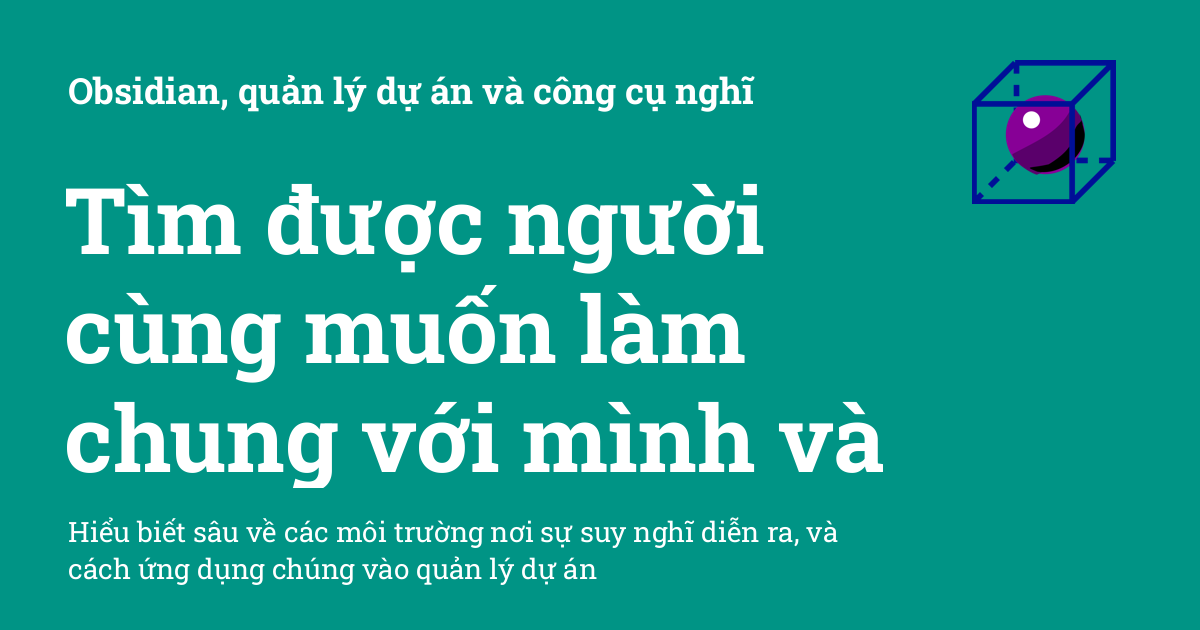 Obsidian, quản lý dự án và công cụ nghĩ
Tìm được người
cùng muốn làm
chung với mình và
Hiểu biết sâu về các môi trường nơi sự suy nghĩ diễn ra, và
cách ứng dụng chúng vào quản lý dự án